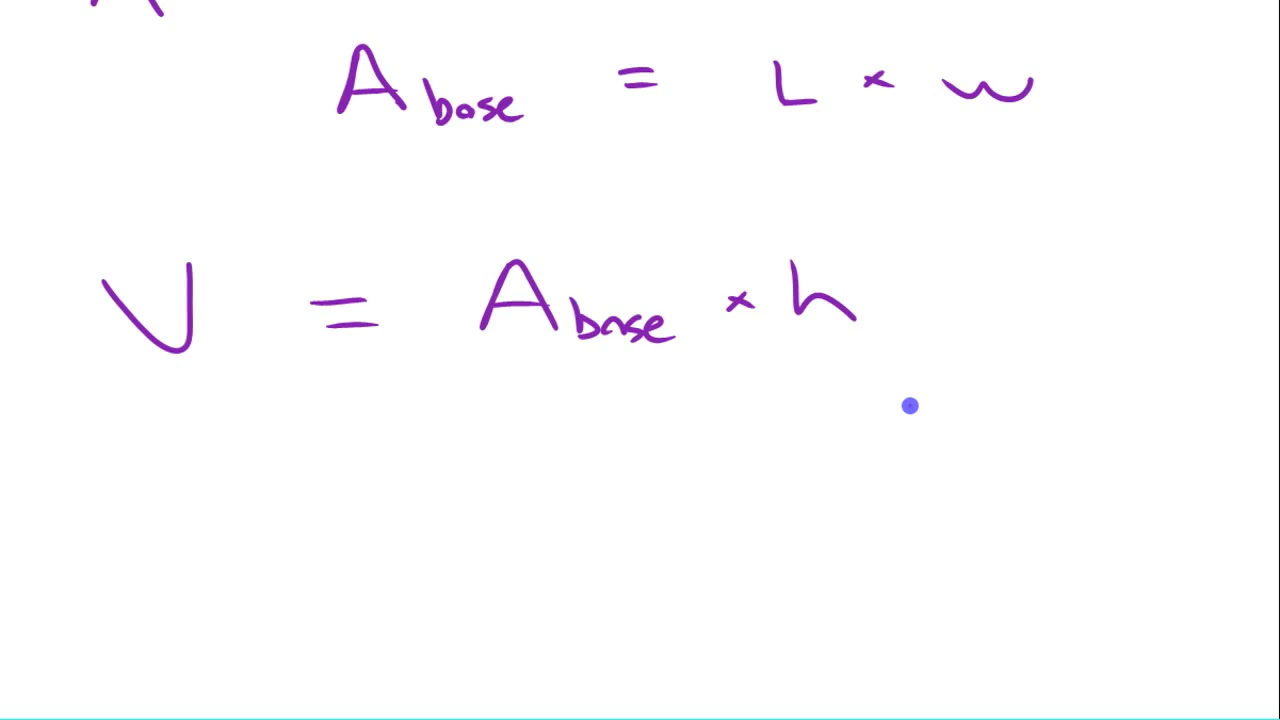 A base = L × w
V = A base × h